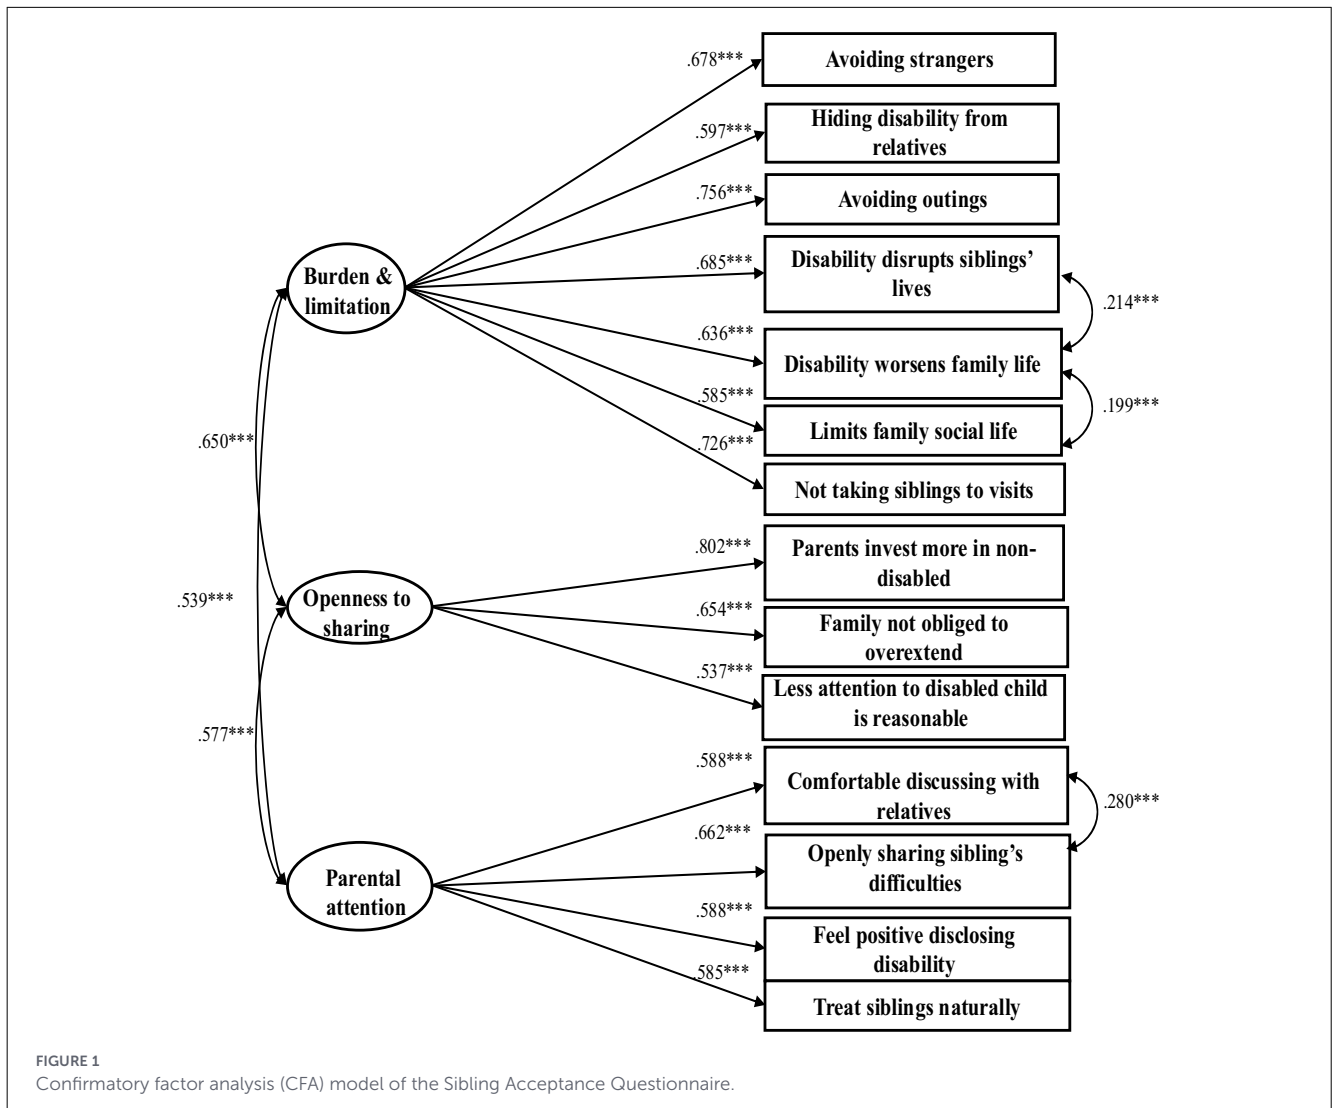 .678***
Avoiding strangers
.597***
Hiding disability from
relatives
.756***
Avoiding outings
Burden &
limitation
.685***
Disability disrupts siblings’
lives
.214***
.636***
Disability worsens family life
.585***
.199***
Limits family social life
.726***
Not taking siblings to visits
.650***
.802***
Parents invest more in non-
disabled
.539***
Openness to
sharing
.654***
Family not obliged to
overextend
.537***
Less attention to disabled child
is reasonable
.577***
.588***
Comfortable discussing with
relatives
.280***
.662***
Openly sharing sibling’s
difficulties
Parental
attention
.588***
Feel positive disclosing
disability
.585***
Treat siblings naturally
FIGURE 1
Confirmatory factor analysis (CFA) model of the Sibling Acceptance Questionnaire.